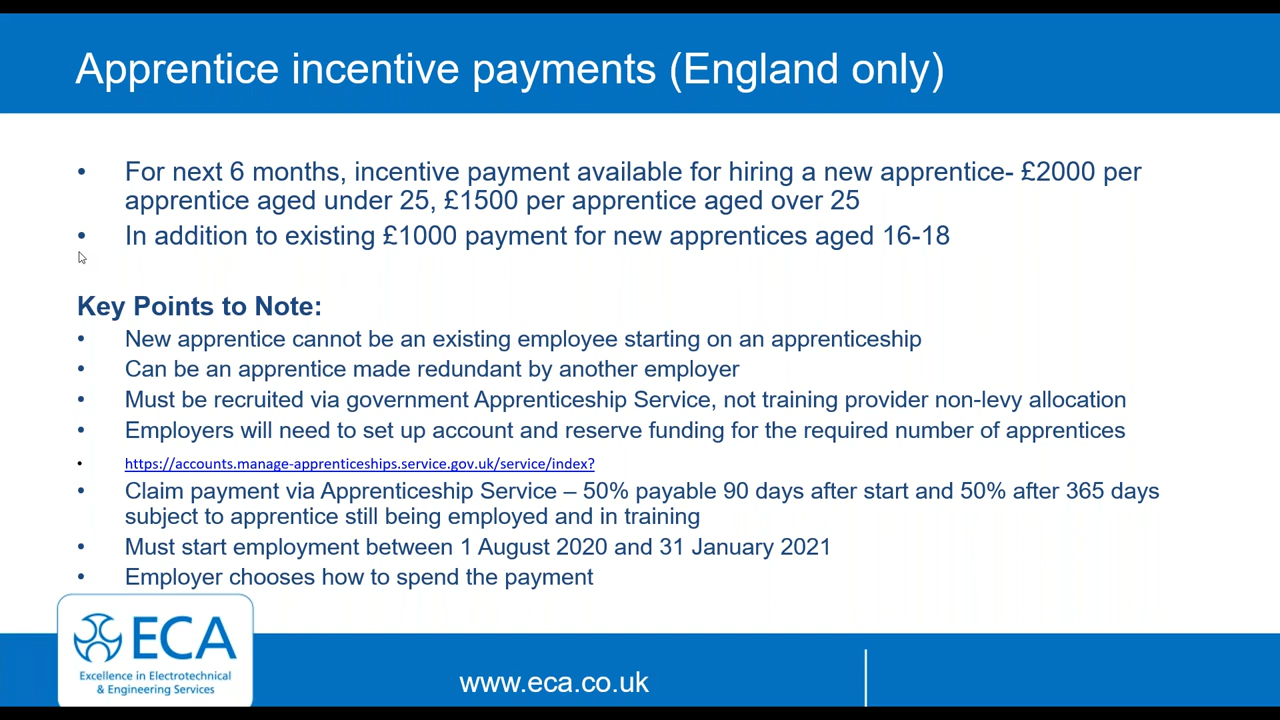 Apprentice incentive payments (England only)
• For next 6 months, incentive payment available for hiring a new apprentice- £2000 per
apprentice aged under 25, £1500 per apprentice aged over 25
• In addition to existing £1000 payment for new apprentices aged 16-18
Key Points to Note:
• New apprentice cannot be an existing employee starting on an apprenticeship
• Can be an apprentice made redundant by another employer
• Must be recruited via government Apprenticeship Service, not training provider non-levy allocation
• Employers will need to set up account and reserve funding for the required number of apprentices
• https://accounts.manage-apprenticeships.service.gov.uk/service/index?
• Claim payment via Apprenticeship Service – 50% payable 90 days after start and 50% after 365 days
subject to apprentice still being employed and in training
• Must start employment between 1 August 2020 and 31 January 2021
• Employer chooses how to spend the payment
ECA
Excellence in Electrotechnical
& Engineering Services
www.eca.co.uk